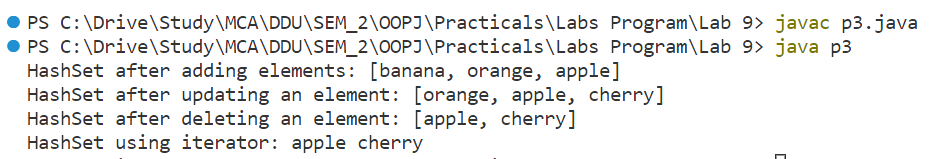 PS C:\Drive\Study\MCA\DDU\SEM_2\OOPJ\Practicals\Labs Program\Lab 9> javac p3.java
PS C:\Drive\Study\MCA\DDU\SEM_2\OOPJ\Practicals\Labs Program\Lab 9> java p3
HashSet after adding elements: [banana, orange, apple]
HashSet after updating an element: [orange, apple, cherry]
HashSet after deleting an element: [apple, cherry]
HashSet using iterator: apple cherry